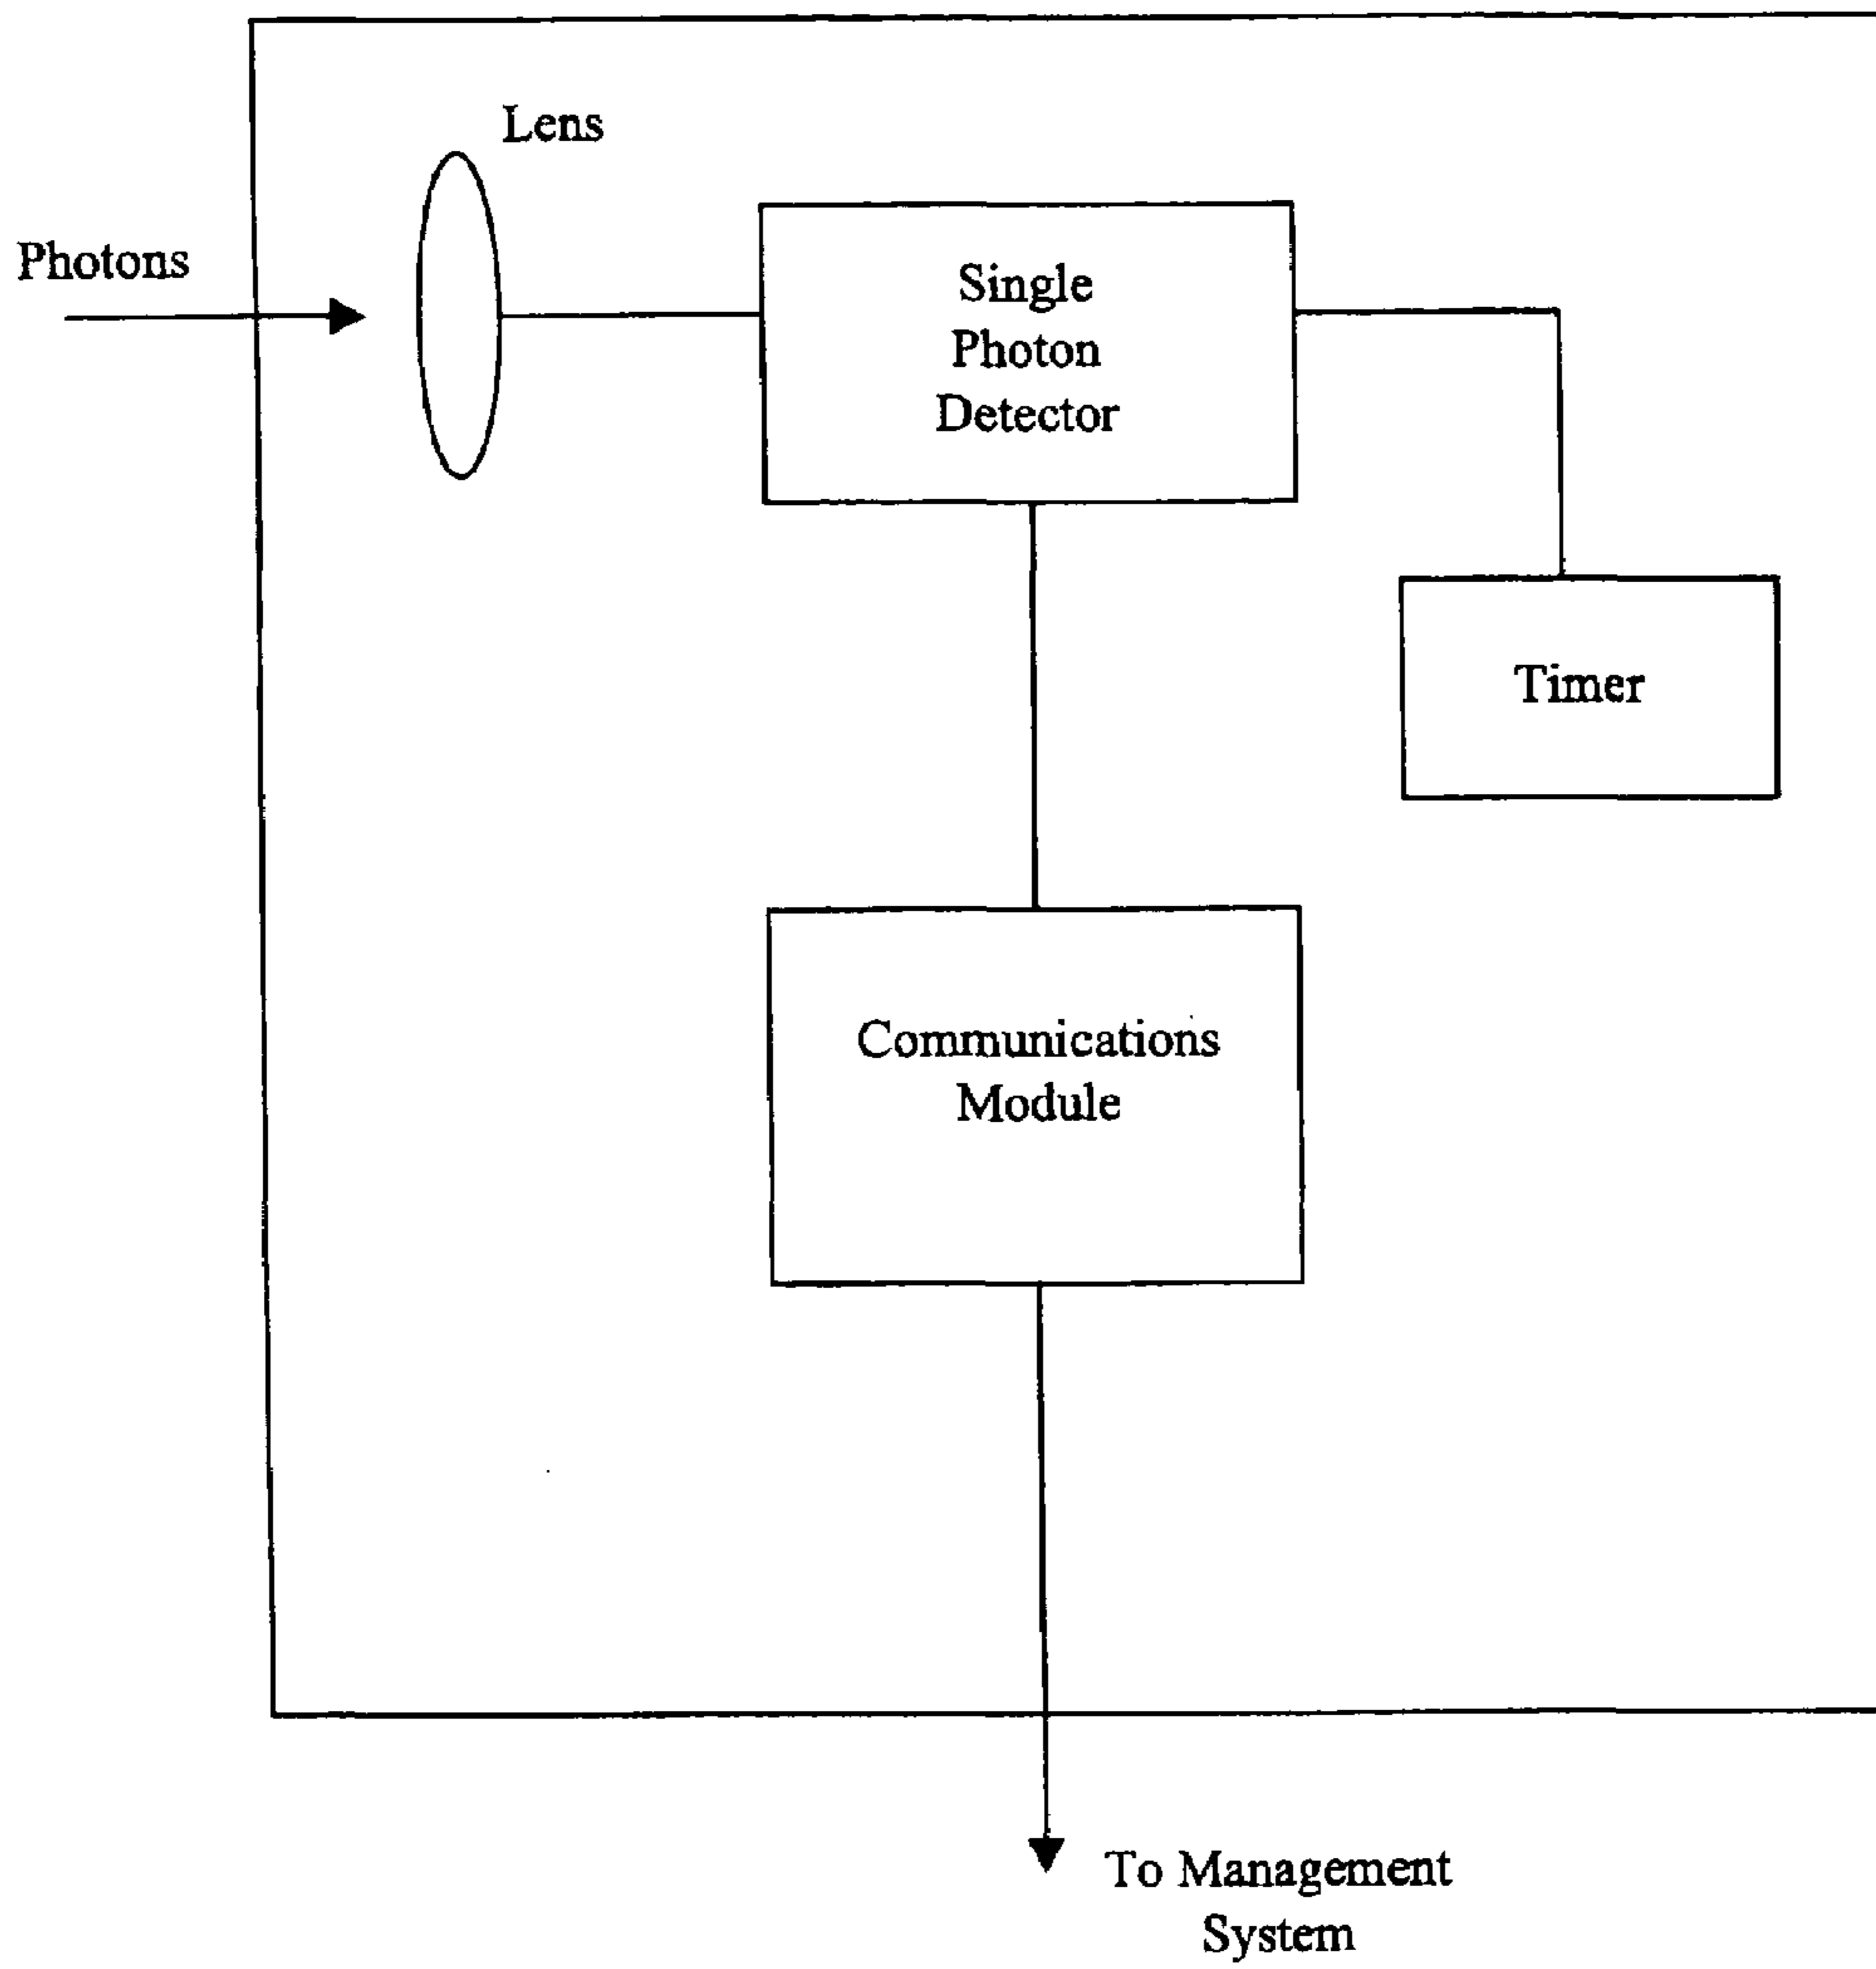 Lens
Photons
Single
Photon
Detector
Timer
Communications
Module
To Management
System